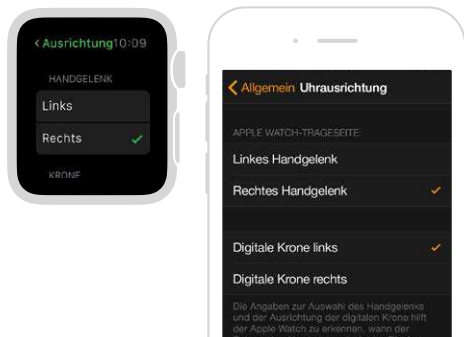 Ausrichtung 10:09
HANDGELENK
Links
Rechts
KRONE
Allgemein Uhrausrichtung
APPLE WATCH-TRAGESEITE:
Linkes Handgelenk
Rechtes Handgelenk
Digitale Krone links
Digitale Krone rechts
Die Angaben zur Auswahl des Handgelenks
und der Ausrichtung der digitalen Krone hilft
der Apple Watch zu erkennen, wann der